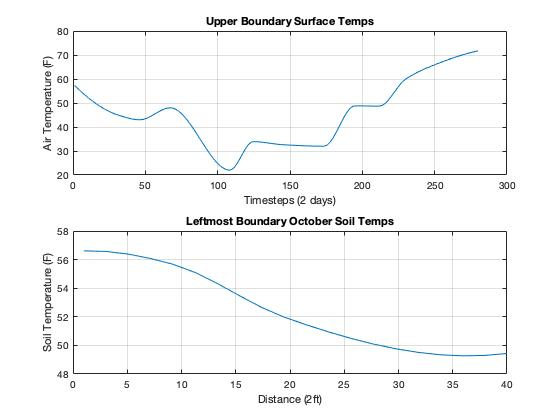 Upper Boundary Surface Temps
80
70
60
50
40
30
20
Air Temperature (F)
0 50 100 150 200 250 300
Timesteps (2 days)
Leftmost Boundary October Soil Temps
58
56
54
52
50
48
Soil Temperature (F)
0 5 10 15 20 25 30 35 40
Distance (2ft)